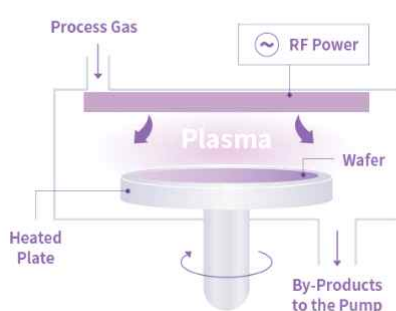 Process Gas
~ RF Power
Plasma
Wafer
Heated
Plate
By-Products
to the Pump